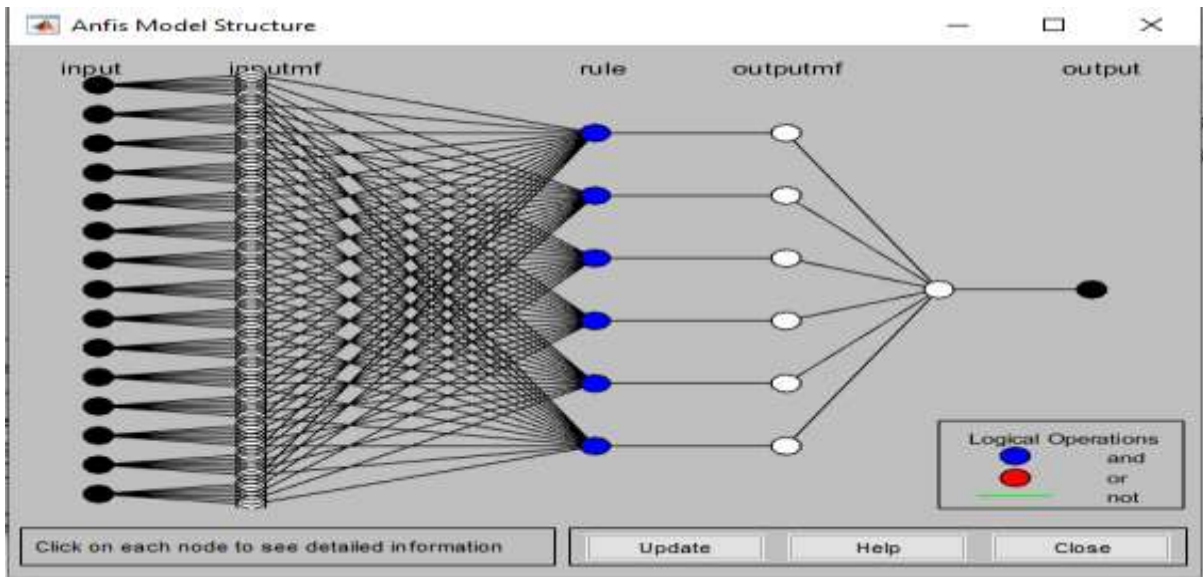 Anfis Model Structure
input inputmf rule outputmf output
Logical Operations
and
or
not
Click on each node to see detailed information
Update Help Close